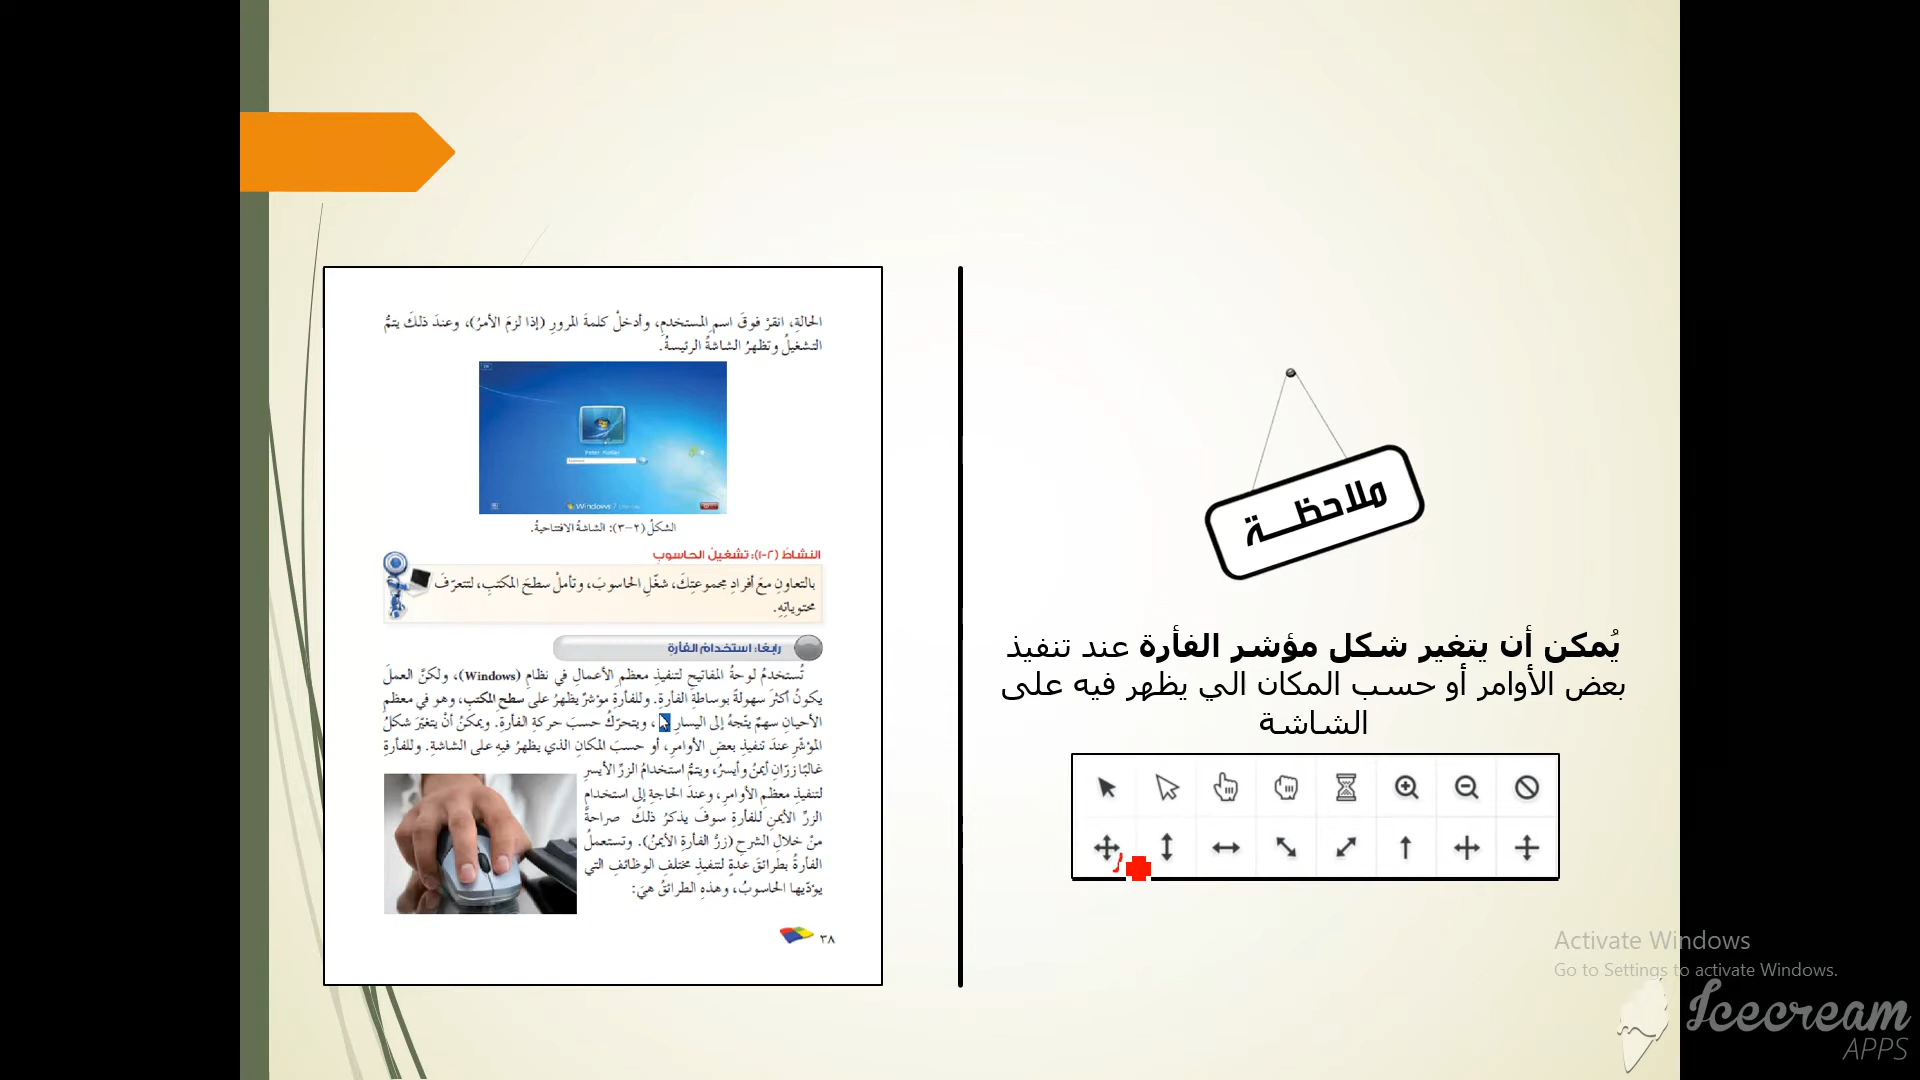 الحالةِ، انقرْ فوقَ اسمِ المستخدمِ، وأدخلْ كلمةَ المرورِ (إذا لزمَ الأمرُ)، وعندَ ذلكَ يتمُّ
التشغيلُ وتظهرُ الشاشةُ الرئيسةُ.
Windows 7
الشكلُ (٢-٣): الشاشةُ الافتتاحيةُ.
النشاطُ (٢-١): تشغيلُ الحاسوبِ
بالتعاونِ معَ أفرادِ مجموعتِكَ، شغّلِ الحاسوبَ، وتأملْ سطحَ المكتبِ، لتتعرّفَ
محتوياتِهِ.
رابعًا: استخدامُ الفأرةِ
تُستخدمُ لوحةُ المفاتيحِ لتنفيذِ معظمِ الأعمالِ في نظامِ (Windows)، ولكنَّ العملَ
يكونُ أكثرَ سهولةً بوساطةِ الفأرةِ. وللفأرةِ مؤشرٌ يظهرُ على سطحِ المكتبِ، وهو في معظمِ
الأحيانِ سهمٌ يتّجهُ إلى اليسارِ ، ويتحرّكُ حسبَ حركةِ الفأرةِ. ويمكنُ أنْ يتغيّرَ شكلُ
المؤشّرِ عندَ تنفيذِ بعضِ الأوامرِ، أو حسبَ المكانِ الذي يظهرُ فيهِ على الشاشةِ. وللفأرةِ
غالبًا زرّانِ أيمنُ وأيسرُ، ويتمُّ استخدامُ الزرِّ الأيسرِ
لتنفيذِ معظمِ الأوامرِ، وعندَ الحاجةِ إلى استخدامِ
الزرِّ الأيمنِ للفأرةِ سوفَ يذكرُ ذلكَ صراحةً
منْ خلالِ الشرحِ (زرُّ الفأرةِ الأيمنُ). وتستعملُ
الفأرةُ بطرائقَ عدةٍ لتنفيذِ مختلفِ الوظائفِ التي
يؤدّيها الحاسوبُ، وهذهِ الطرائقُ هيَ:
٣٨
ملاحظـــة
يُمكن أن يتغير شكل مؤشر الفأرة عند تنفيذ
بعض الأوامر أو حسب المكان الي يظهر فيه على
الشاشة
Activate Windows
Go to Settings to activate Windows.
Icecream
APPS